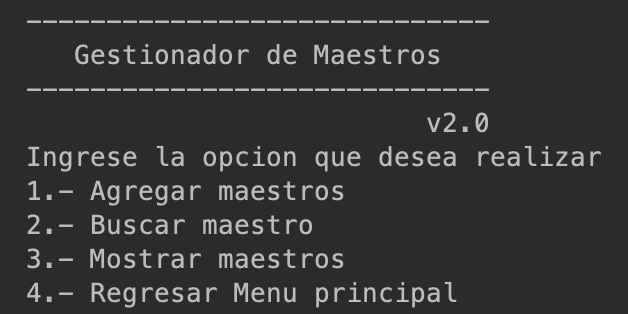 -----------------------------
Gestionador de Maestros
-----------------------------
v2.0
Ingrese la opcion que desea realizar
1.- Agregar maestros
2.- Buscar maestro
3.- Mostrar maestros
4.- Regresar Menu principal